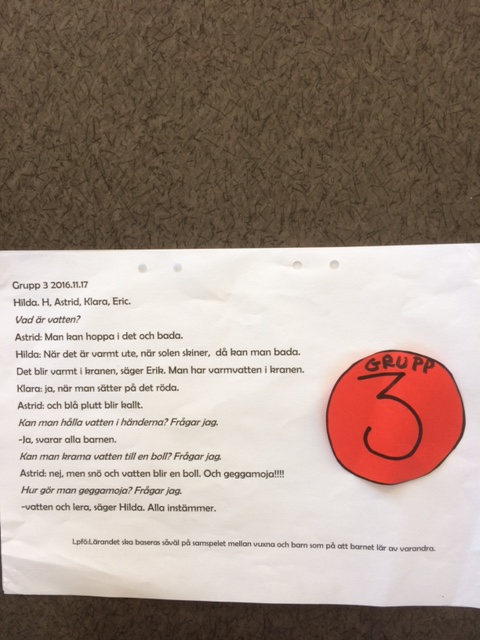 Grupp 3 2016.11.17
Hilda. H, Astrid, Klara, Eric.
Vad är vatten?
Astrid: Man kan hoppa i det och bada.
Hilda: När det är varmt ute, när solen skiner, då kan man bada.
Det blir varmt i kranen, säger Erik. Man har varmvatten i kranen.
Klara: ja, när man sätter på det röda.
Astrid: och blå plutt blir kallt.
Kan man hålla vatten i händerna? Frågar jag.
-Ja, svarar alla barnen.
Kan man krama vatten till en boll? Frågar jag.
Astrid: nej, men snö och vatten blir en boll. Och geggamoja!!!!
Hur gör man geggamoja? Frågar jag.
-vatten och lera, säger Hilda. Alla instämmer.
Lpfö:Lärandet ska baseras såväl på samspelet mellan vuxna och barn som på att barnet lär av varandra.
GRUPP
3